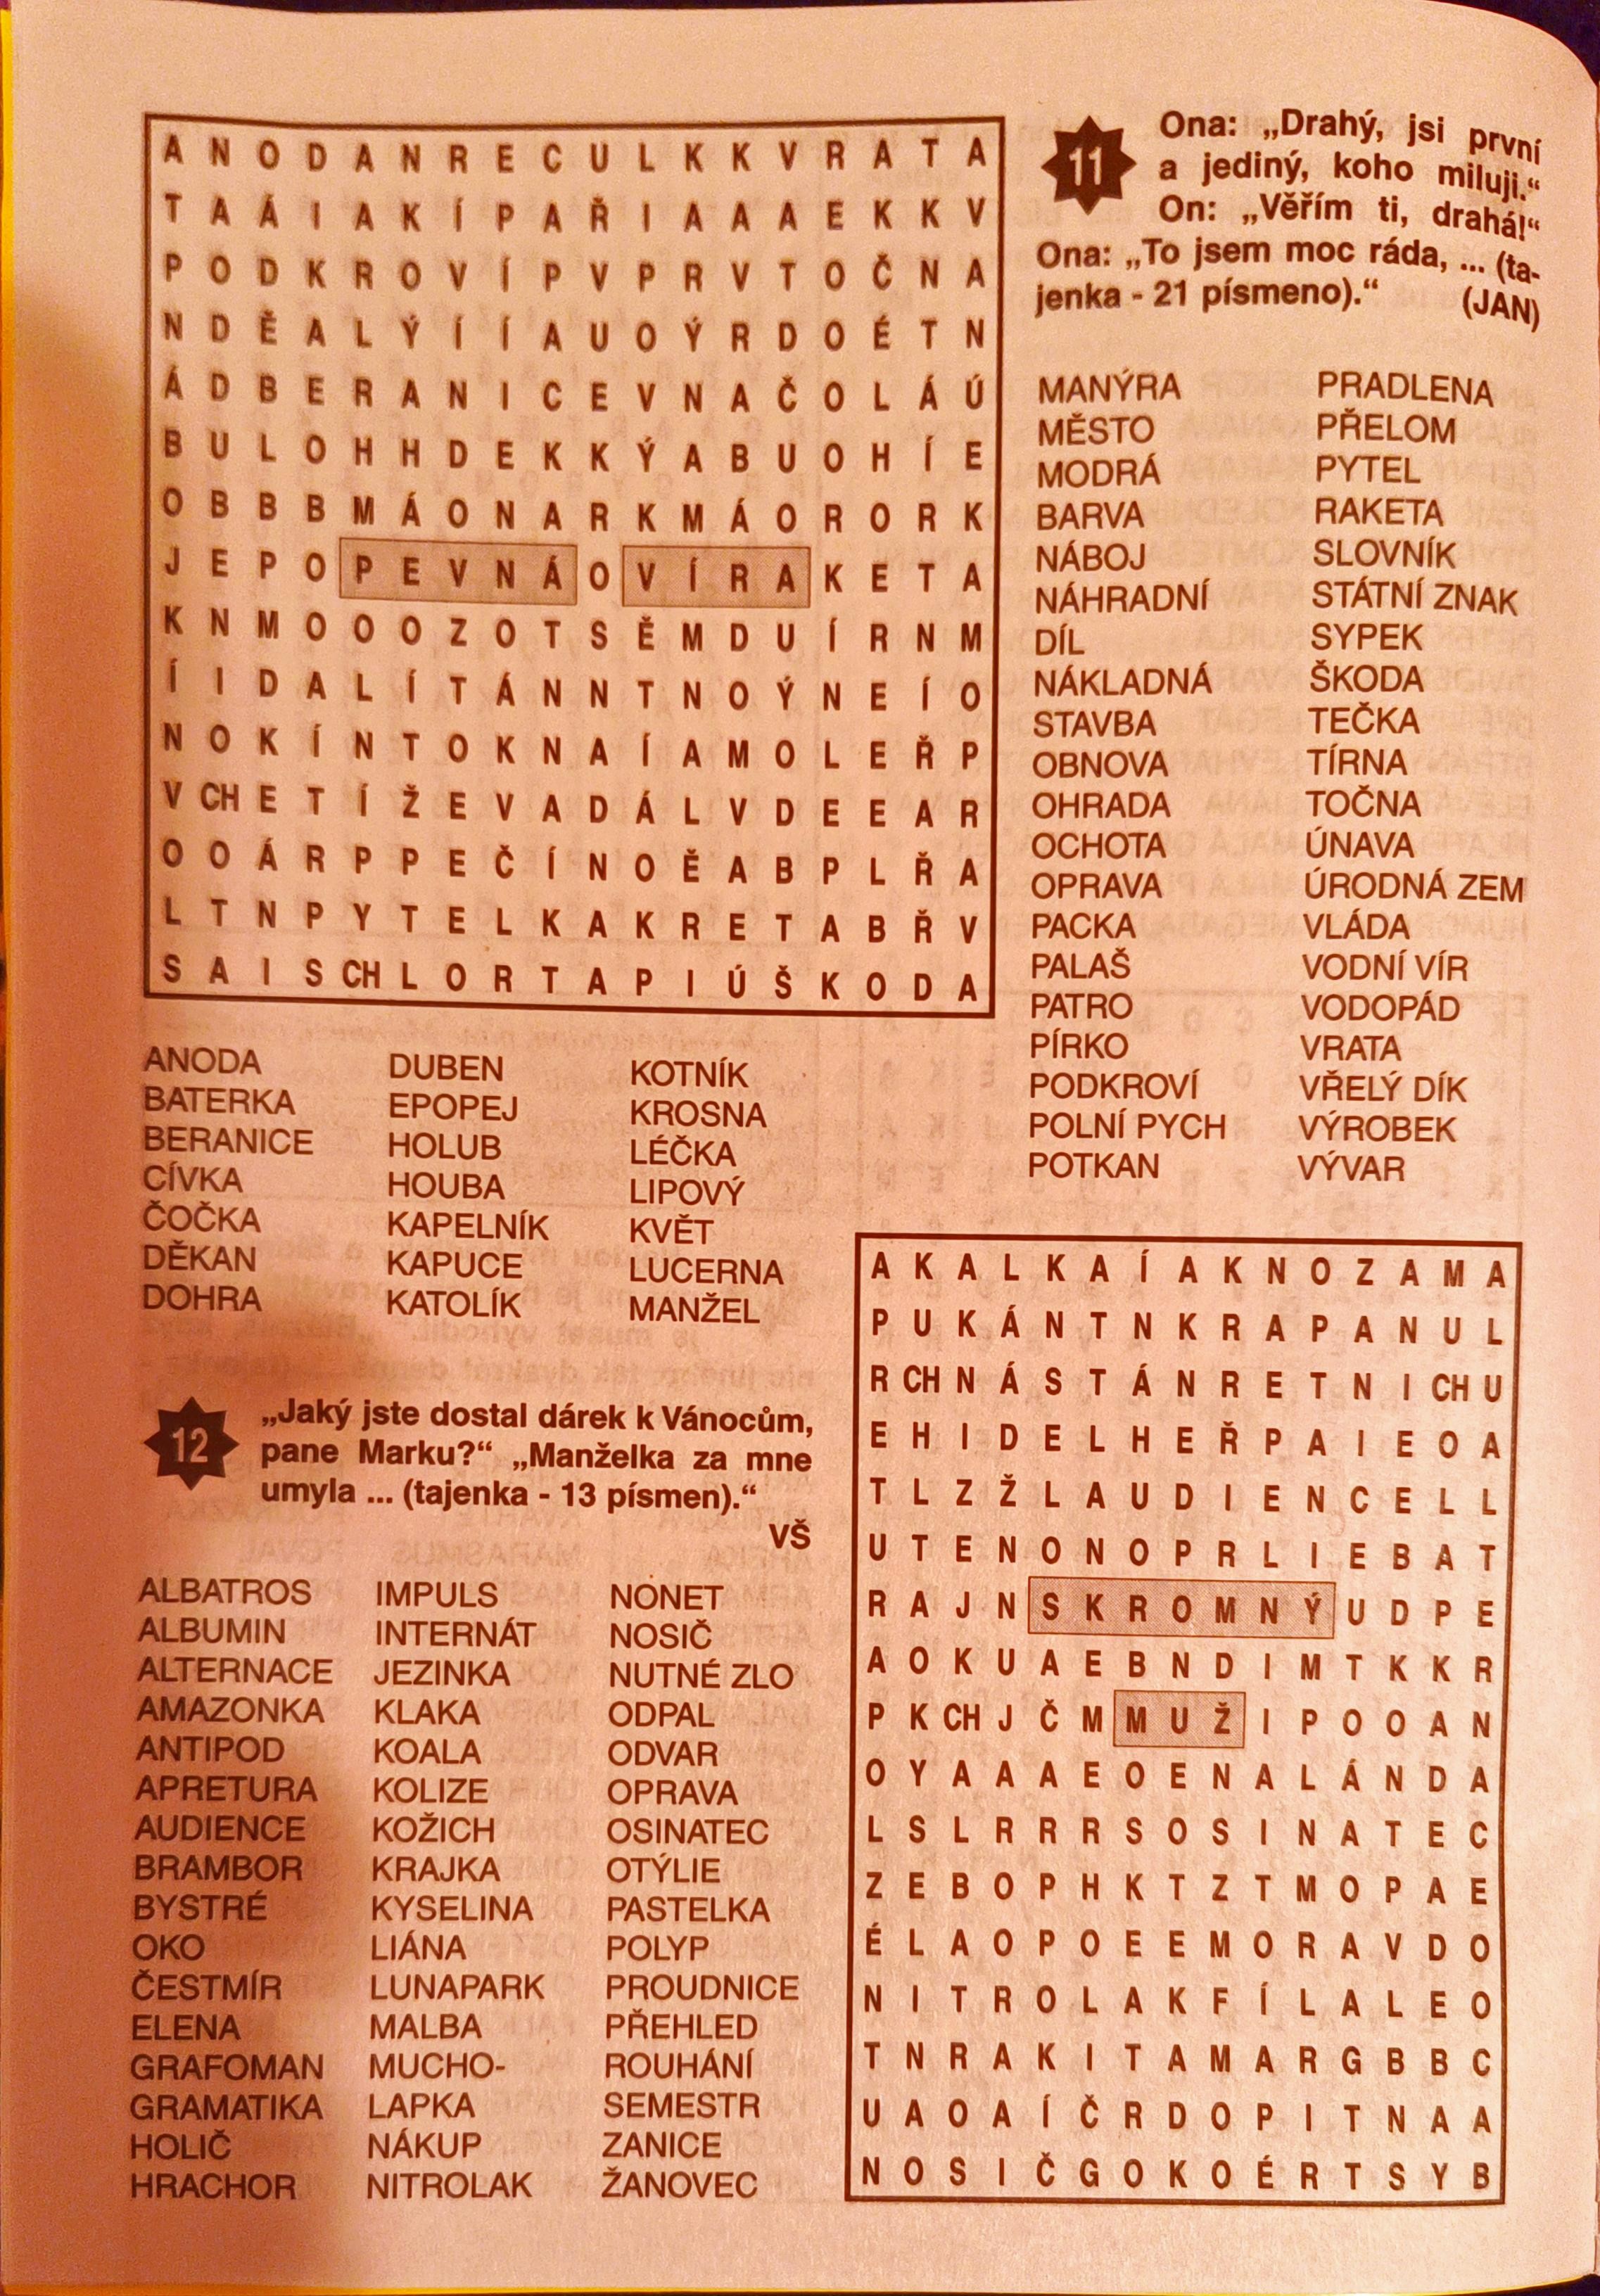 A N O D A N R E C U L K K V R A T A
T A Á I A K Í P A Ř I A A A E K K V
P O D K R O V Í P V P R V T O Č N A
N D Ě A L Ý Í Í A U O Ý R D O É T N
Á D B E R A N I C E V N A Č O L Á Ú
B U L O H H D E K K Ý A B U O H Í E
O B B B M Á O N A R K M Á O R O R K
J E P O P E V N Á O V Í R A K E T A
K N M O O O Z O T S Ě M D U Í R N M
Í I D A L Í T Á N N T N O Ý N E Í O
N O K Í N T O K N A Í A M O L E Ř P
V CH E T Í Ž E V A D Á L V D E E A R
O O Á R P P E Č Í N O Ě A B P L Ř A
L T N P Y T E L K A K R E T A B Ř V
S A I S CH L O R T A P I Ú Š K O D A
11
Ona: „Drahý, jsi první
a jediný, koho miluji.“
On: „Věřím ti, drahá!“
Ona: „To jsem moc ráda, ... (ta-
jenka - 21 písmeno).“ (JAN)
ANODA
BATERKA
BERANICE
CÍVKA
ČOČKA
DĚKAN
DOHRA
DUBEN
EPOPEJ
HOLUB
HOUBA
KAPELNÍK
KAPUCE
KATOLÍK
KOTNÍK
KROSNA
LÉČKA
LIPOVÝ
KVĚT
LUCERNA
MANŽEL
MANÝRA
MĚSTO
MODRÁ
BARVA
NÁBOJ
NÁHRADNÍ
DÍL
NÁKLADNÁ
STAVBA
OBNOVA
OHRADA
OCHOTA
OPRAVA
PACKA
PALAŠ
PATRO
PÍRKO
PODKROVÍ
POLNÍ PYCH
POTKAN
PRADLENA
PŘELOM
PYTEL
RAKETA
SLOVNÍK
STÁTNÍ ZNAK
SYPEK
ŠKODA
TEČKA
TÍRNA
TOČNA
ÚNAVA
ÚRODNÁ ZEM
VLÁDA
VODNÍ VÍR
VODOPÁD
VRATA
VŘELÝ DÍK
VÝROBEK
VÝVAR
12
„Jaký jste dostal dárek k Vánocům,
pane Marku?“ „Manželka za mne
umyla ... (tajenka - 13 písmen).“
VŠ
ALBATROS
ALBUMIN
ALTERNACE
AMAZONKA
ANTIPOD
APRETURA
AUDIENCE
BRAMBOR
BYSTRÉ
OKO
ČESTMÍR
ELENA
GRAFOMAN
GRAMATIKA
HOLIČ
HRACHOR
IMPULS
INTERNÁT
JEZINKA
KLAKA
KOALA
KOLIZE
KOŽICH
KRAJKA
KYSELINA
LIÁNA
LUNAPARK
MALBA
MUCHO-
LAPKA
NÁKUP
NITROLAK
NONET
NOSIČ
NUTNÉ ZLO
ODPAL
ODVAR
OPRAVA
OSINATEC
OTÝLIE
PASTELKA
POLYP
PROUDNICE
PŘEHLED
ROUHÁNÍ
SEMESTR
ZANICE
ŽANOVEC
A K A L K A Í A K N O Z A M A
P U K Á N T N K R A P A N U L
R CH N Á S T Á N R E T N I CH U
E H I D E L H E Ř P A I E O A
T L Z Ž L A U D I E N C E L L
U T E N O N O P R L I E B A T
R A J N S K R O M N Ý U D P E
A O K U A E B N D I M T K K R
P K CH J Č M M U Ž I P O O A N
O Y A A A E O E N A L Á N D A
L S L R R R S O S I N A T E C
Z E B O P H K T Z T M O P A E
É L A O P O E E M O R A V D O
N I T R O L A K F Í L A L E O
T N R A K I T A M A R G B B C
U A O A Í Č R D O P I T N A A
N O S I Č G O K O É R T S Y B